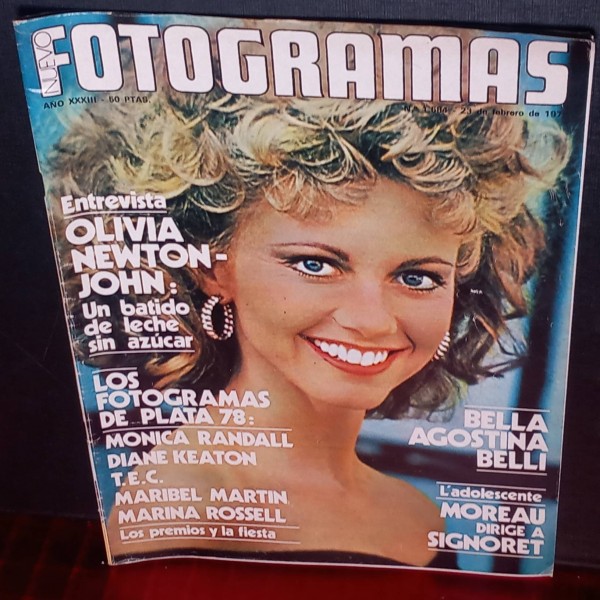 NUEVO
FOTOGRAMAS
AÑO XXXIII - 60 PTAS.
23 de febrero de 197
Entrevista
OLIVIA
NEWTON-
JOHN:
Un batido
de leche
sin azúcar
LOS
FOTOGRAMAS
DE PLATA 78:
MONICA RANDALL
DIANE KEATON
T.E.C.
MARIBEL MARTIN
MARINA ROSSELL
Los premios y la fiesta
BELLA
AGOSTINA
BELLI
L'adolescente
MOREAU
DIRIGE A
SIGNORET